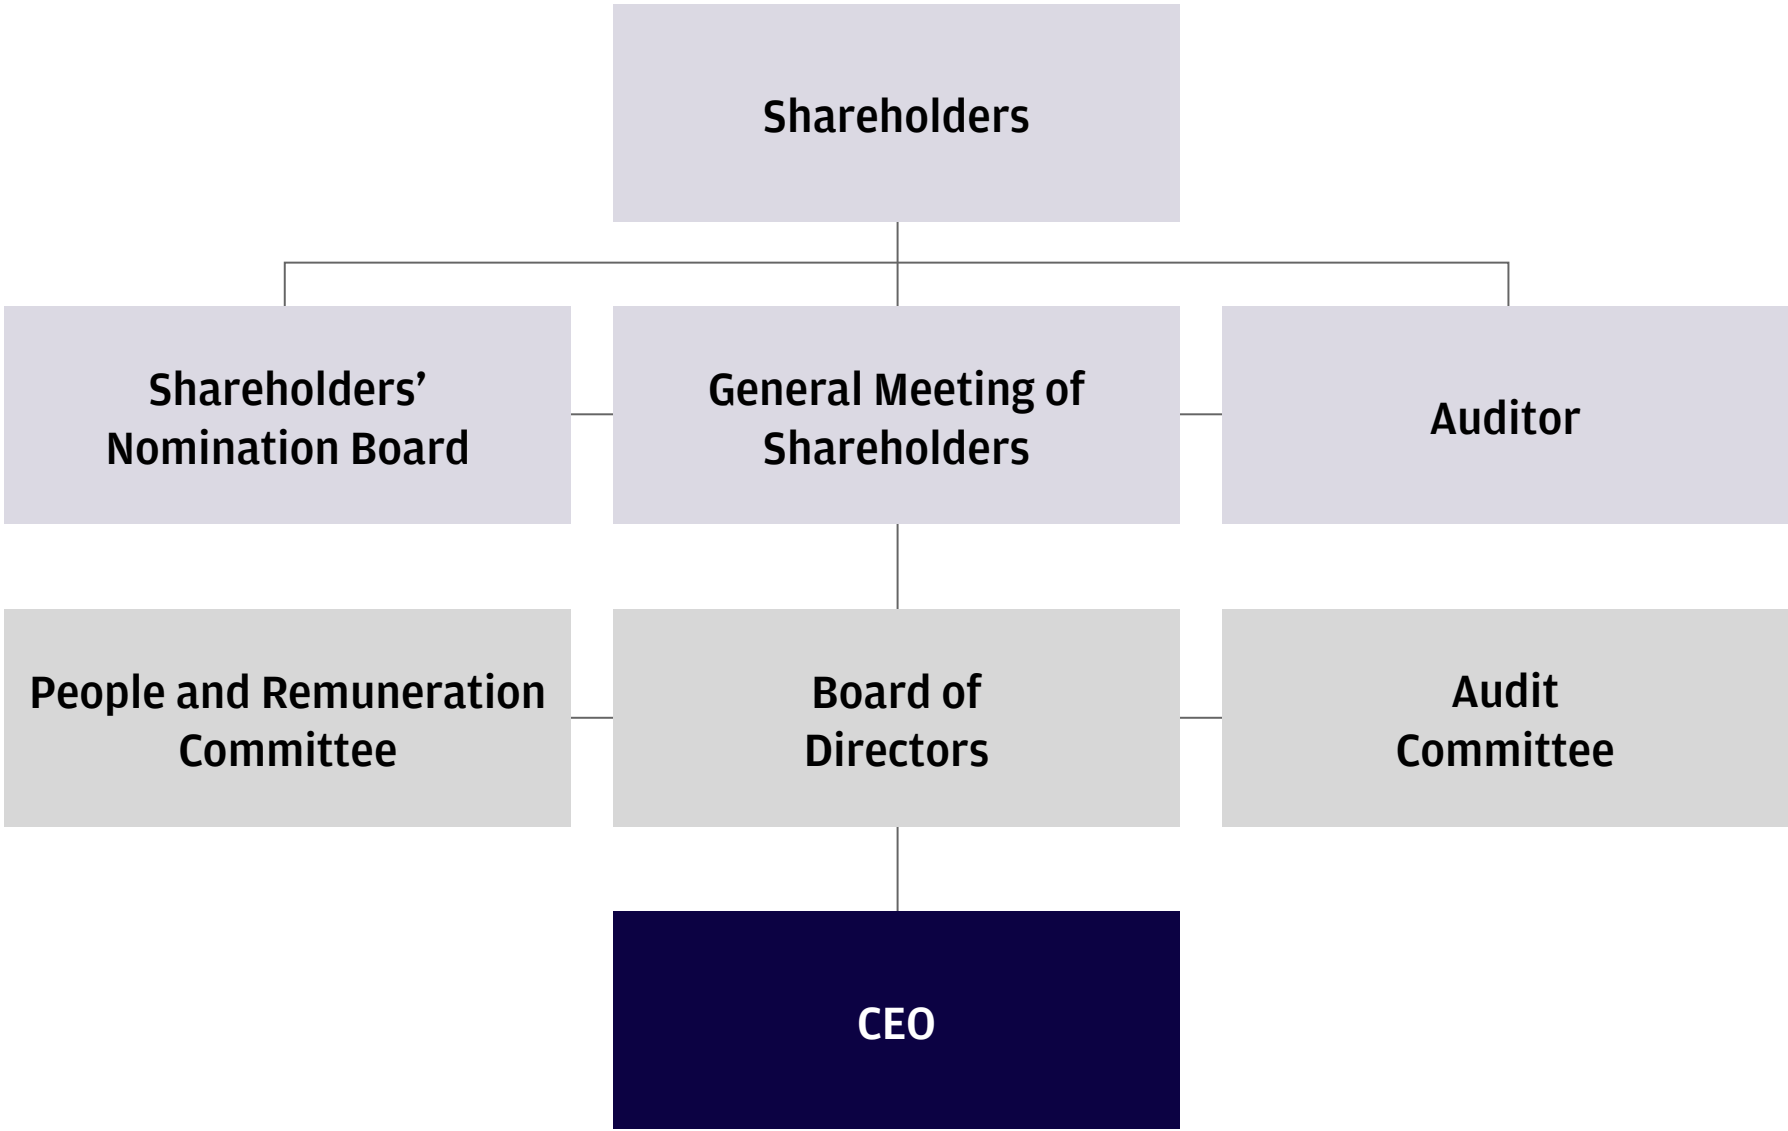 Shareholders
Shareholders’
Nomination Board
General Meeting of
Shareholders
Auditor
People and Remuneration
Committee
Board of
Directors
Audit
Committee
CEO